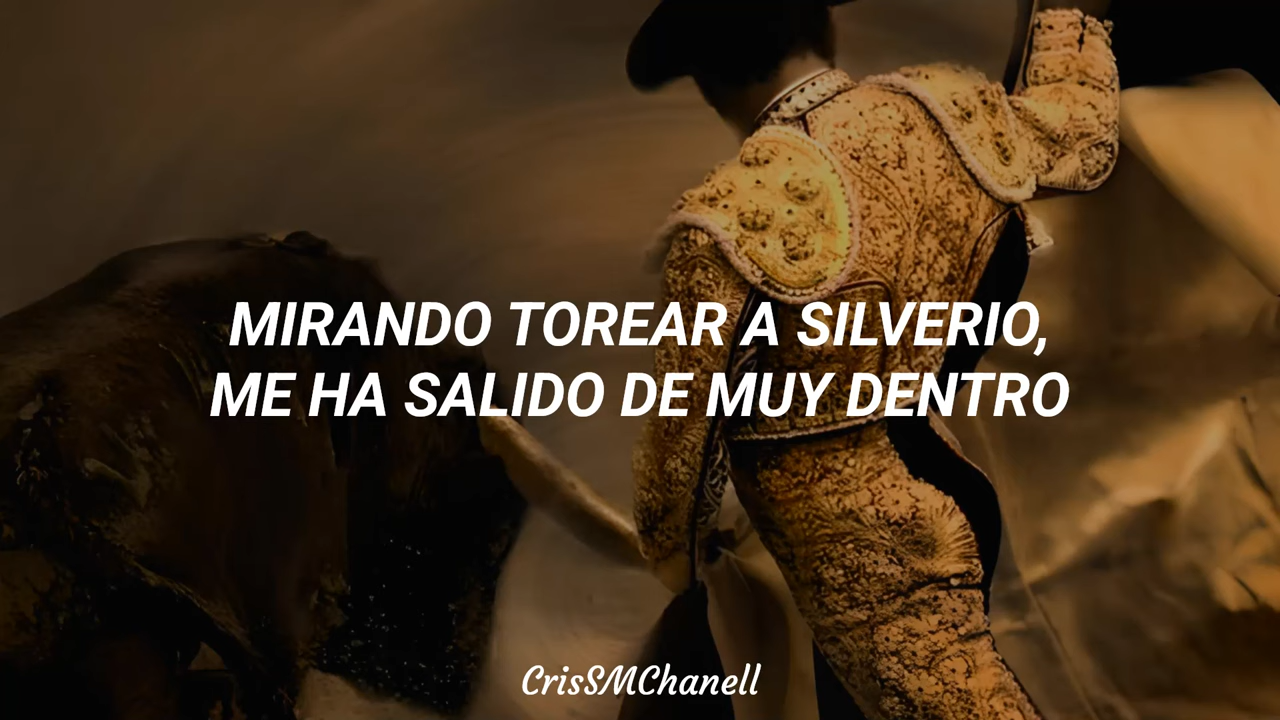 MIRANDO TOREAR A SILVERIO,
ME HA SALIDO DE MUY DENTRO
CrisSMChanell